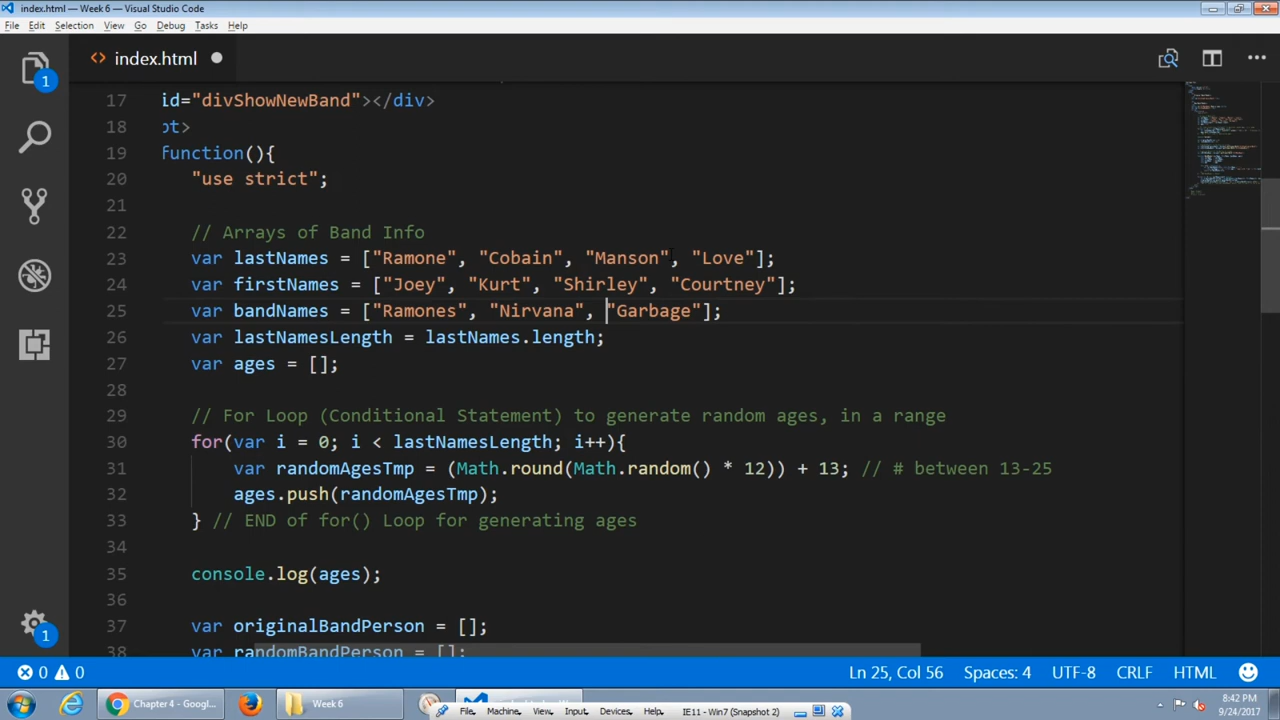 index.html — Week 6 - Visual Studio Code
File Edit Selection View Go Debug Tasks Help
1
<> index.html
17 id="divShowNewBand"></div>
18 pt>
19 function(){
20 "use strict";
21
22 // Arrays of Band Info
23 var lastNames = ["Ramone", "Cobain", "Manson", "Love"];
24 var firstNames = ["Joey", "Kurt", "Shirley", "Courtney"];
25 var bandNames = ["Ramones", "Nirvana", "Garbage"];
26 var lastNamesLength = lastNames.length;
27 var ages = [];
28
29 // For Loop (Conditional Statement) to generate random ages, in a range
30 for(var i = 0; i < lastNamesLength; i++){
31 var randomAgesTmp = (Math.round(Math.random() * 12)) + 13; // # between 13-25
32 ages.push(randomAgesTmp);
33 } // END of for() Loop for generating ages
34
35 console.log(ages);
36
37 var originalBandPerson = [];
38 var randomBandPerson = [];
1
0 0 Ln 25, Col 56 Spaces: 4 UTF-8 CRLF HTML
Chapter 4 - Googl... Week 6 8:42 PM
File, Machine, View, Input, Devices, Help, IE11 - Win7 (Snapshot 2) 9/24/2017